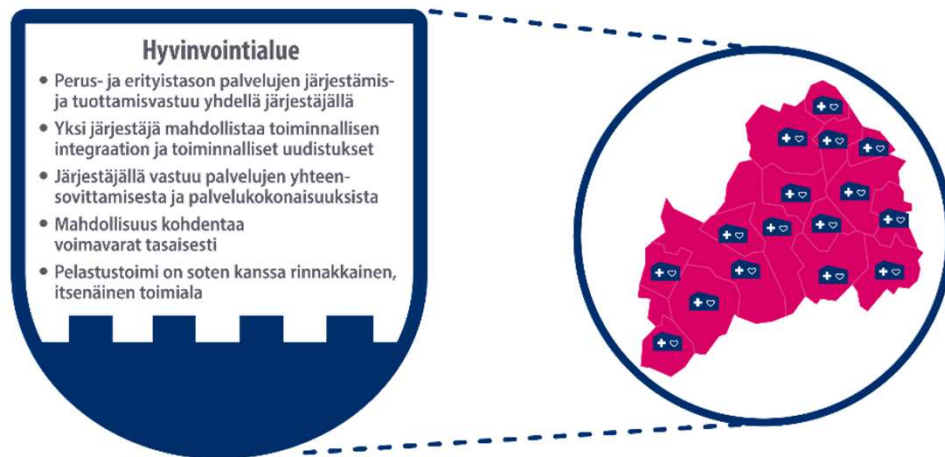 Hyvinvointialue
• Perus- ja erityistason palvelujen järjestämis-
ja tuottamisvastuu yhdellä järjestäjällä
• Yksi järjestäjä mahdollistaa toiminnallisen
integraation ja toiminnalliset uudistukset
• Järjestäjällä vastuu palvelujen yhteen-
sovittamisesta ja palvelukokonaisuuksista
• Mahdollisuus kohdentaa
voimavarat tasaisesti
• Pelastustoimi on soten kanssa rinnakkainen,
itsenäinen toimiala